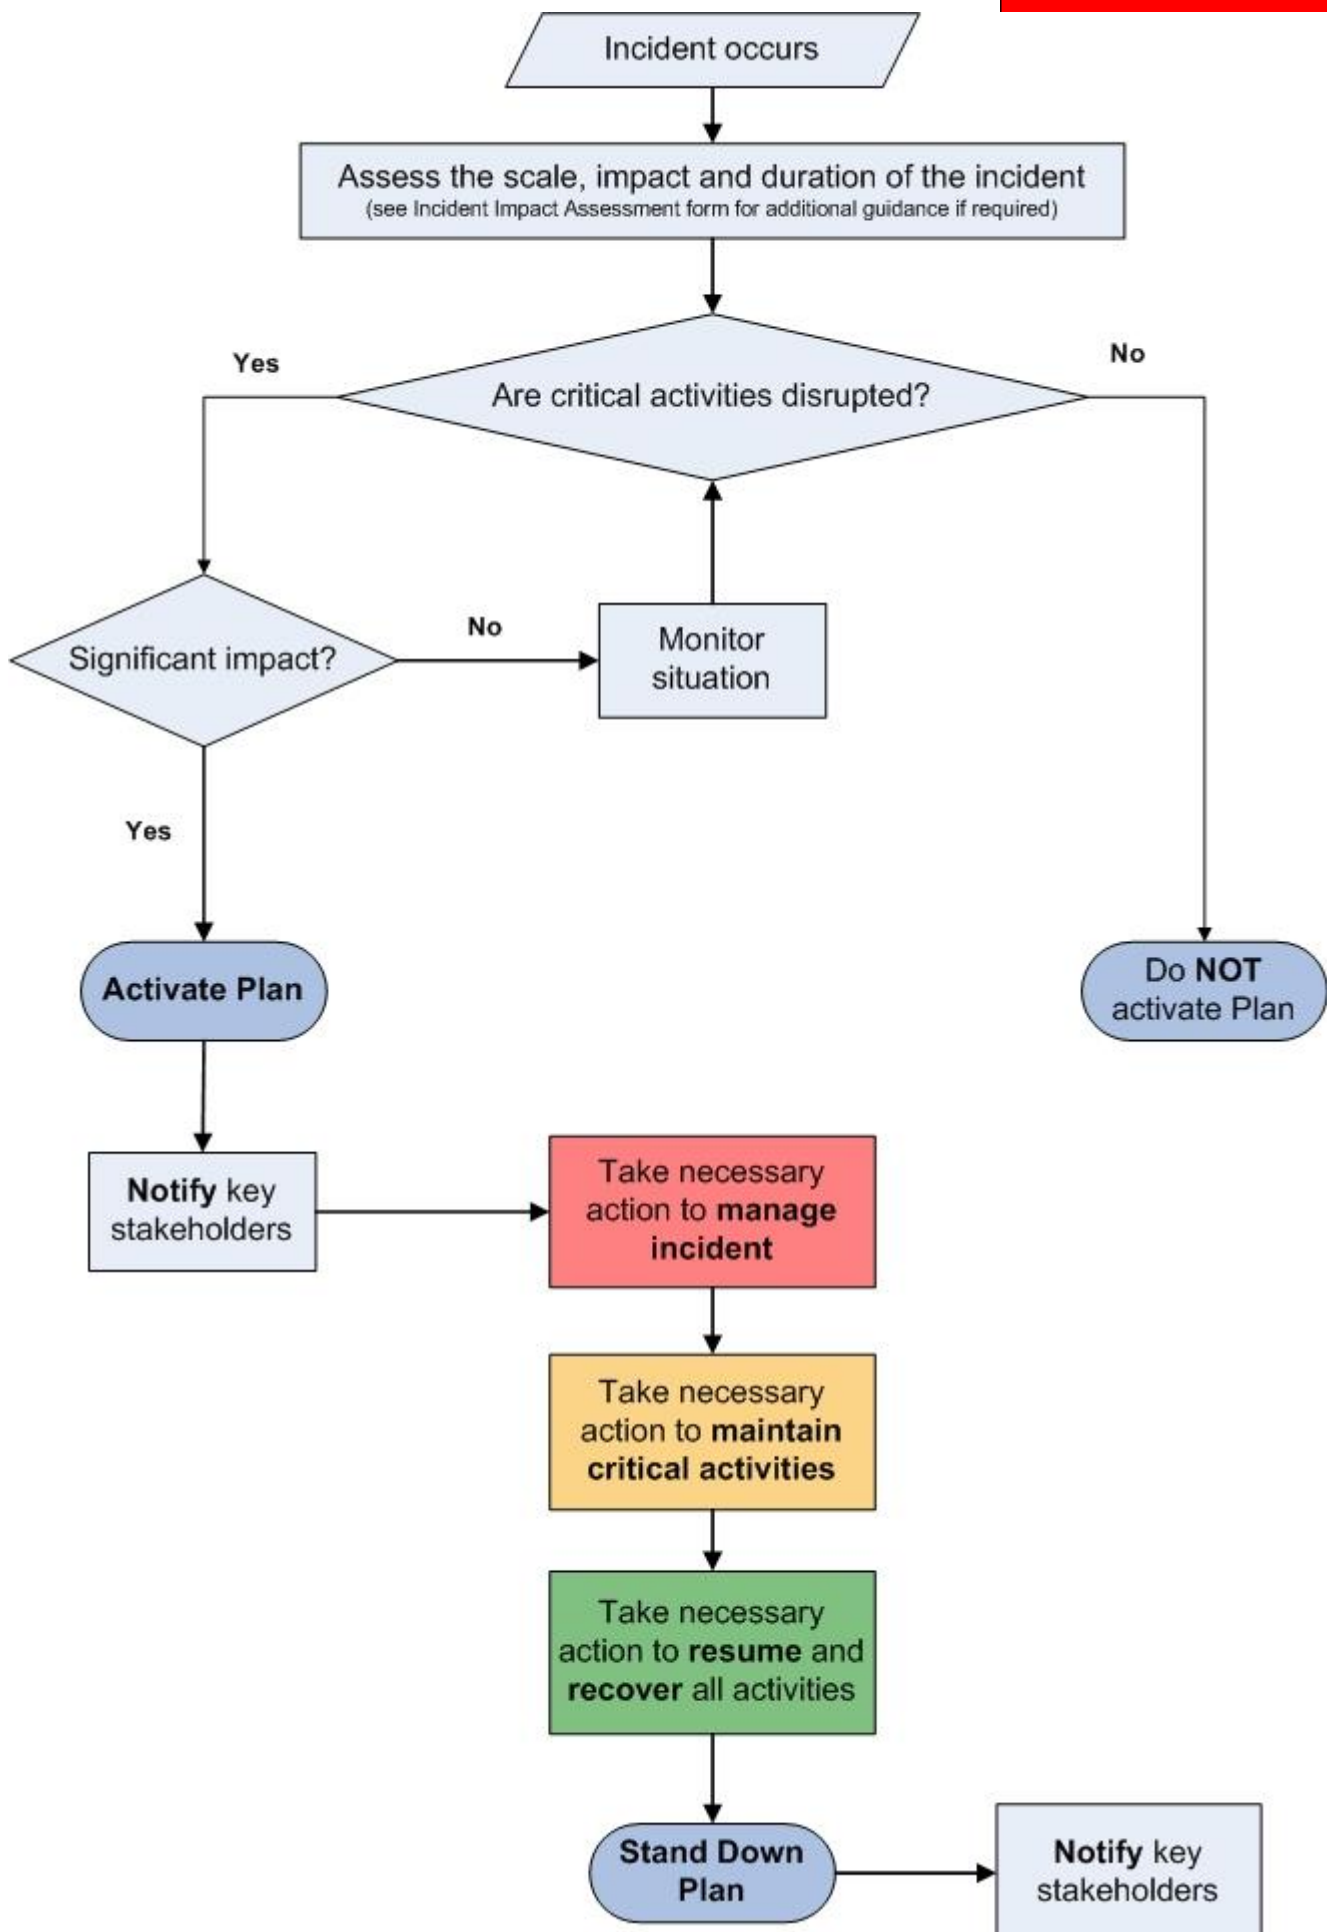 Incident occurs
Assess the scale, impact and duration of the incident
(see Incident Impact Assessment form for additional guidance if required)
Yes
No
Are critical activities disrupted?
Significant impact?
No
Monitor
situation
Yes
Activate Plan
Do NOT
activate Plan
Notify key
stakeholders
Take necessary
action to manage
incident
Take necessary
action to maintain
critical activities
Take necessary
action to resume and
recover all activities
Stand Down
Plan
Notify key
stakeholders